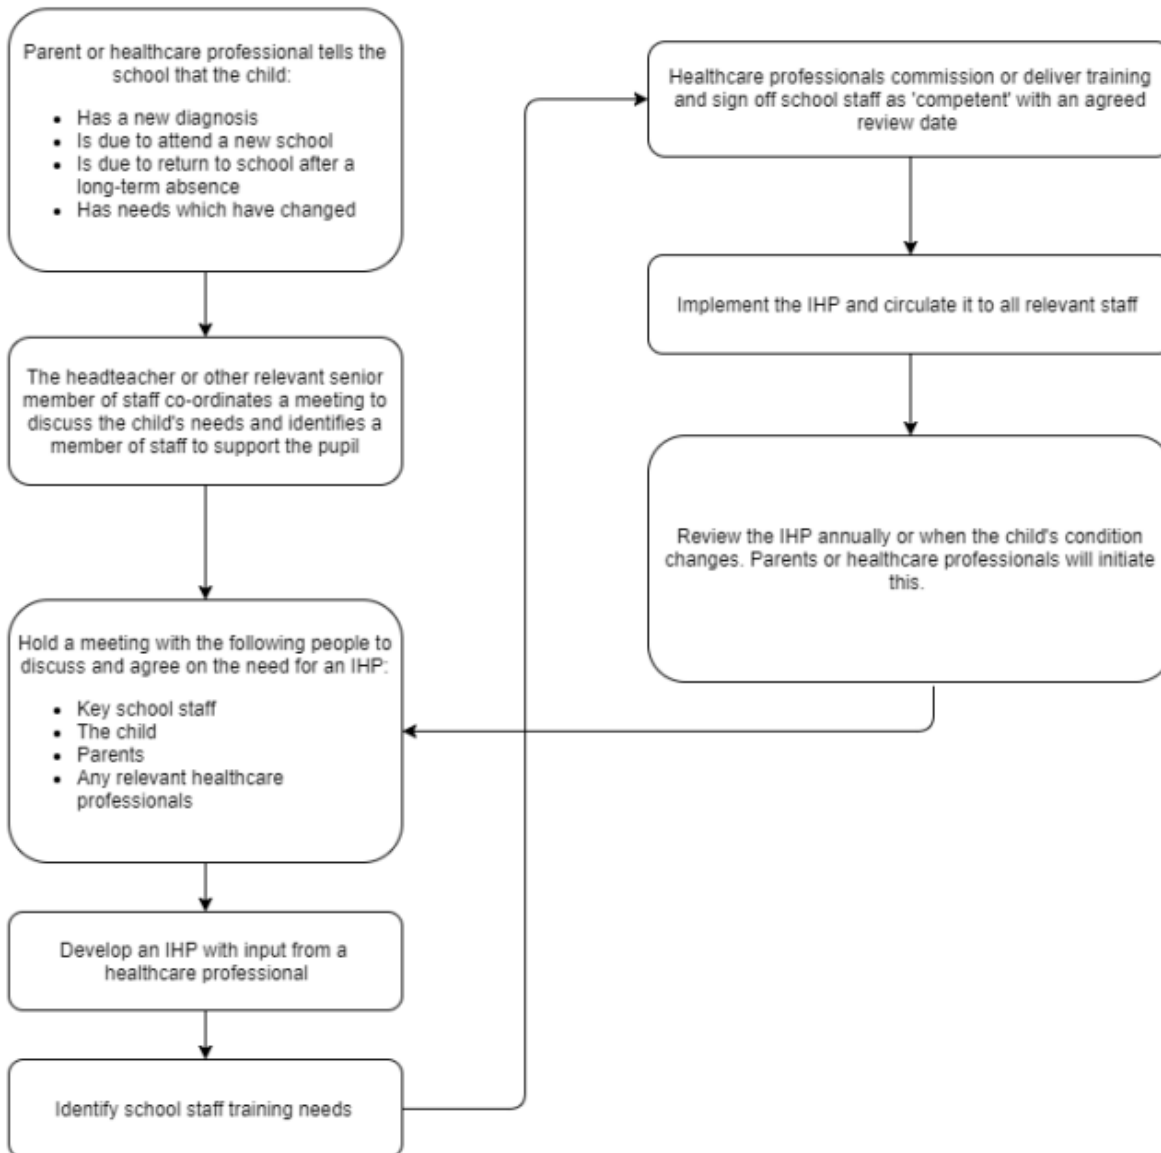 Parent or healthcare professional tells the
school that the child:
• Has a new diagnosis
• Is due to attend a new school
• Is due to return to school after a
long-term absence
• Has needs which have changed
The headteacher or other relevant senior
member of staff co-ordinates a meeting to
discuss the child's needs and identifies a
member of staff to support the pupil
Hold a meeting with the following people to
discuss and agree on the need for an IHP:
• Key school staff
• The child
• Parents
• Any relevant healthcare
professionals
Develop an IHP with input from a
healthcare professional
Identify school staff training needs
Healthcare professionals commission or deliver training
and sign off school staff as 'competent' with an agreed
review date
Implement the IHP and circulate it to all relevant staff
Review the IHP annually or when the child's condition
changes. Parents or healthcare professionals will initiate
this.